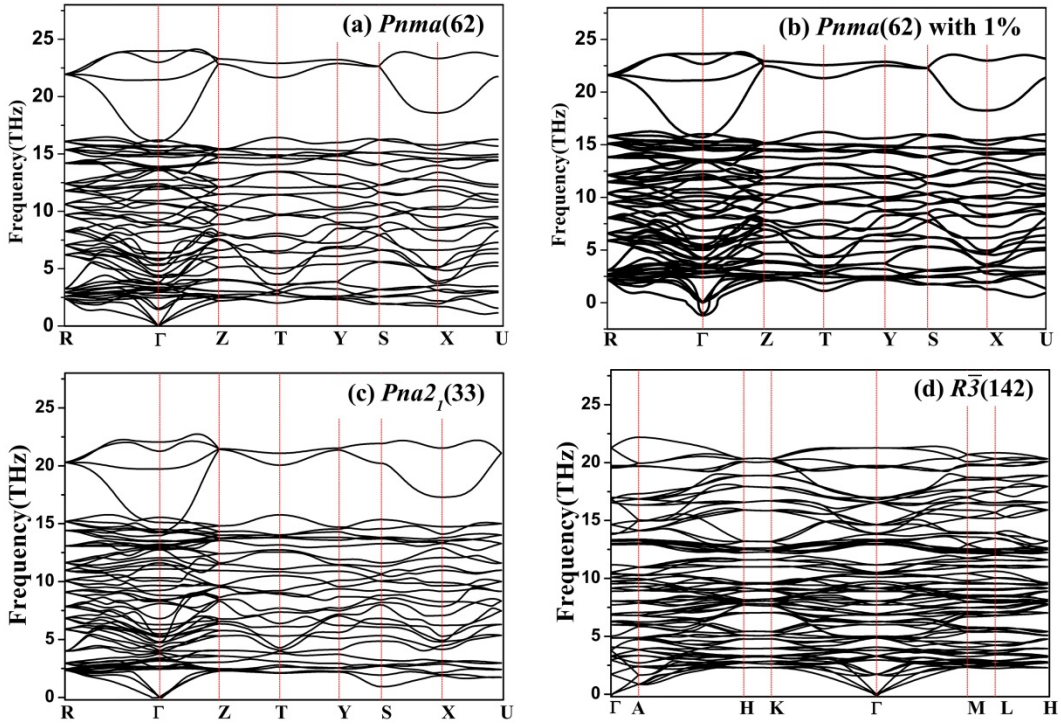 (a) Pnma(62)
Frequency(THz)
25
20
15
10
5
0
R Γ Z T Y S X U
(b) Pnma(62) with 1%
Frequency(THz)
25
20
15
10
5
0
R Γ Z T Y S X U
(c) Pna2₁(33)
Frequency(THz)
25
20
15
10
5
0
R Γ Z T Y S X U
(d) R3̅(142)
Frequency(THz)
25
20
15
10
5
0
Γ A H K Γ M L H